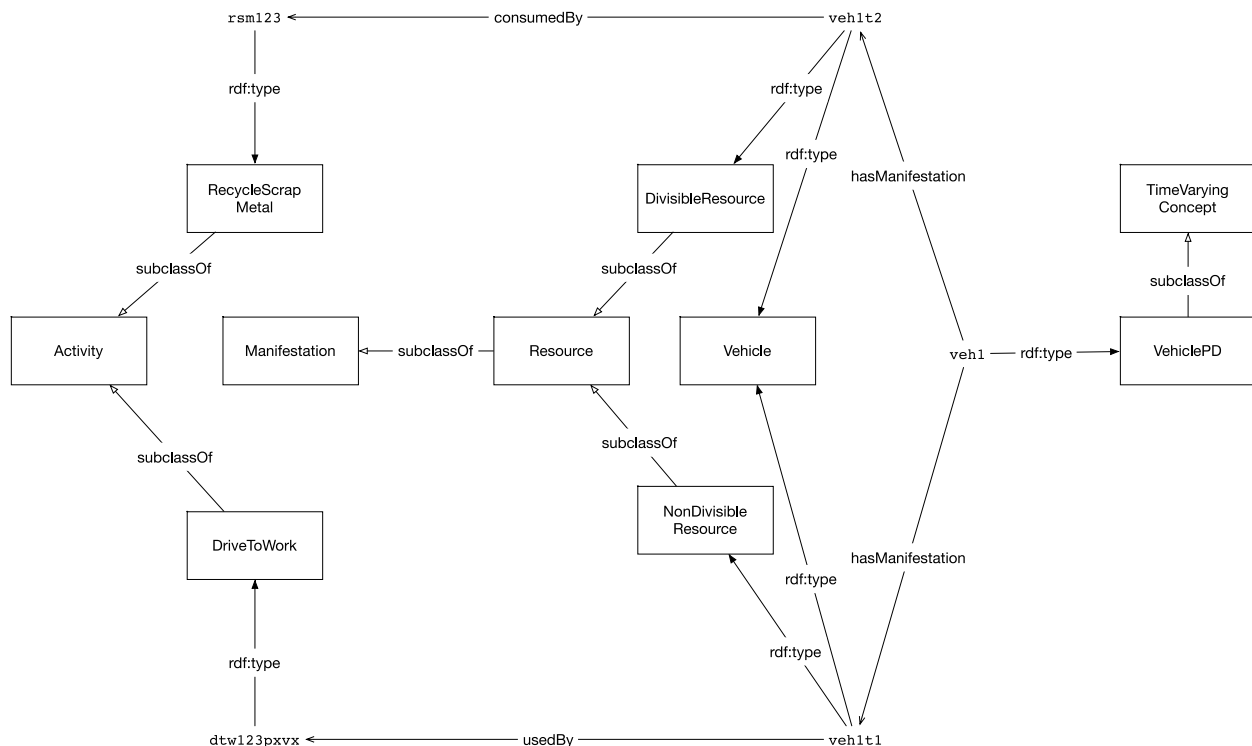 rsm123
consumedBy
veh1t2
rdf:type
rdf:type
rdf:type
hasManifestation
RecycleScrap
Metal
DivisibleResource
TimeVarying
Concept
subclassOf
subclassOf
subclassOf
Activity
Manifestation
subclassOf
Resource
Vehicle
veh1
rdf:type
VehiclePD
subclassOf
subclassOf
NonDivisible
Resource
DriveToWork
hasManifestation
rdf:type
rdf:type
rdf:type
dtw123pxvx
usedBy
veh1t1